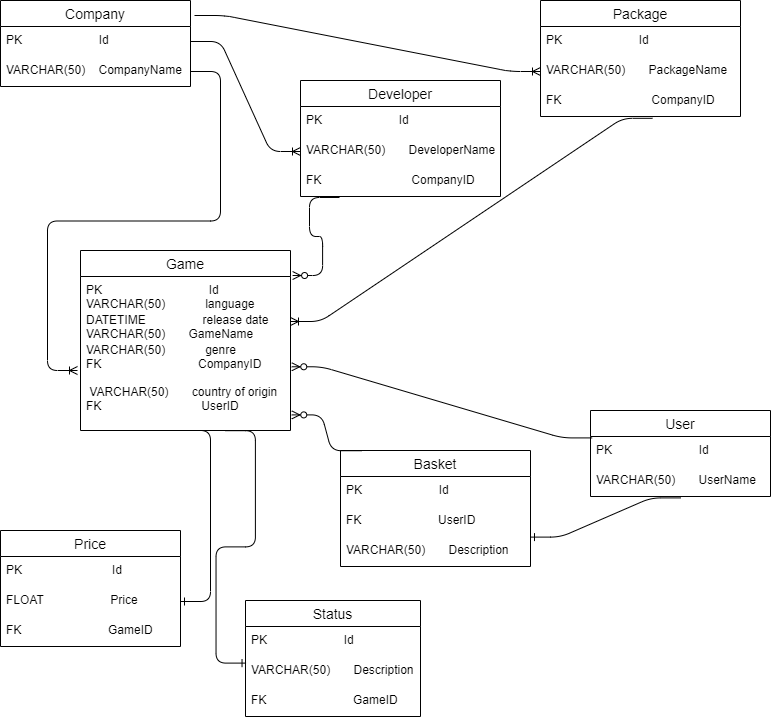 Company
PK Id
VARCHAR(50) CompanyName
Package
PK Id
VARCHAR(50) PackageName
FK CompanyID
Developer
PK Id
VARCHAR(50) DeveloperName
FK CompanyID
Game
PK Id
VARCHAR(50) language
DATETIME release date
VARCHAR(50) GameName
VARCHAR(50) genre
FK CompanyID
VARCHAR(50) country of origin
FK UserID
User
PK Id
VARCHAR(50) UserName
Basket
PK Id
FK UserID
VARCHAR(50) Description
Price
PK Id
FLOAT Price
FK GameID
Status
PK Id
VARCHAR(50) Description
FK GameID